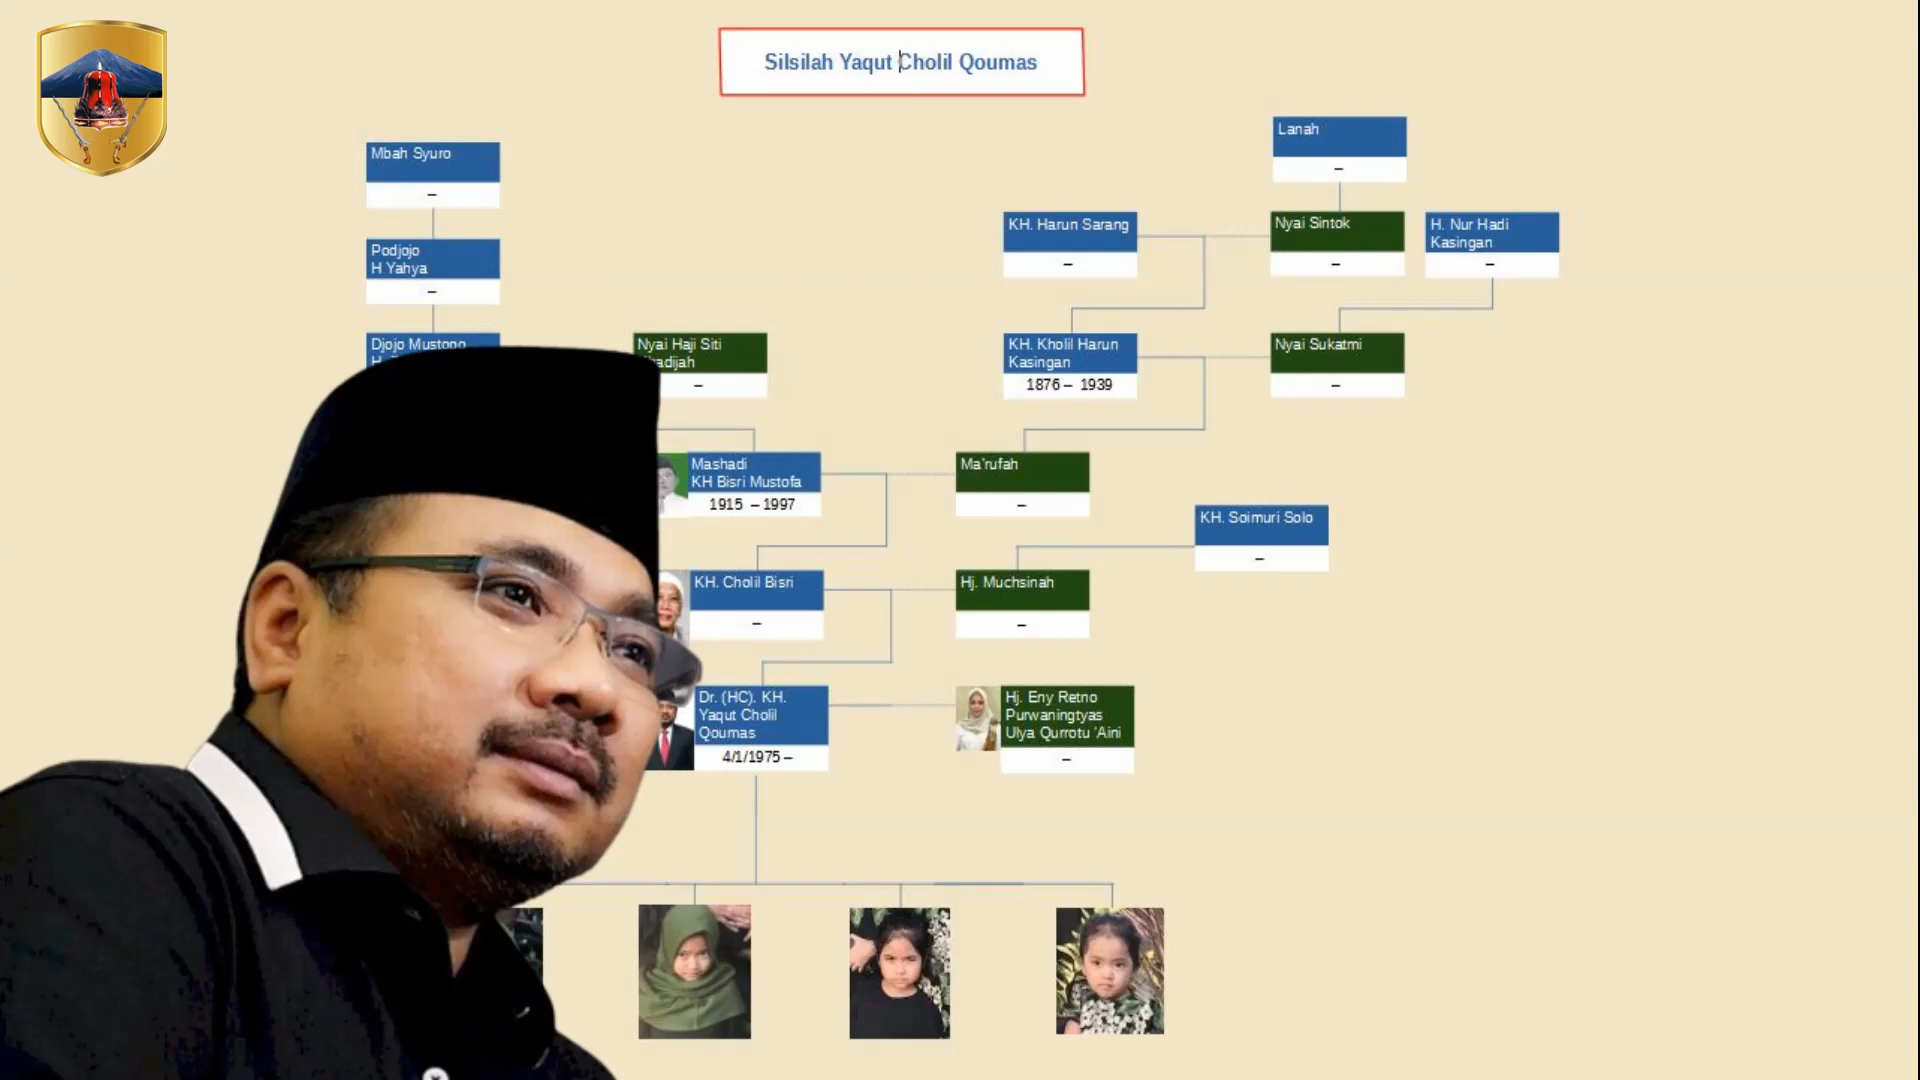 Silsilah Yaqut Cholil Qoumas
Lanah
–
Mbah Syuro
–
KH. Harun Sarang
–
Nyai Sintok
–
H. Nur Hadi
Kasingan
–
Podjojo
H Yahya
–
Djojo Mustopo
Nyai Haji Siti
–
KH. Kholil Harun
Kasingan
1876 – 1939
Nyai Sukatmi
–
Mashadi
KH Bisri Mustofa
1915 – 1997
Ma'rufah
–
KH. Soimuri Solo
–
KH. Cholil Bisri
–
Hj. Muchsinah
–
Dr. (HC). KH.
Yaqut Cholil
Qoumas
4/1/1975 –
Hj. Eny Retno
Purwaningtyas
Ulya Qurrotu 'Aini
–